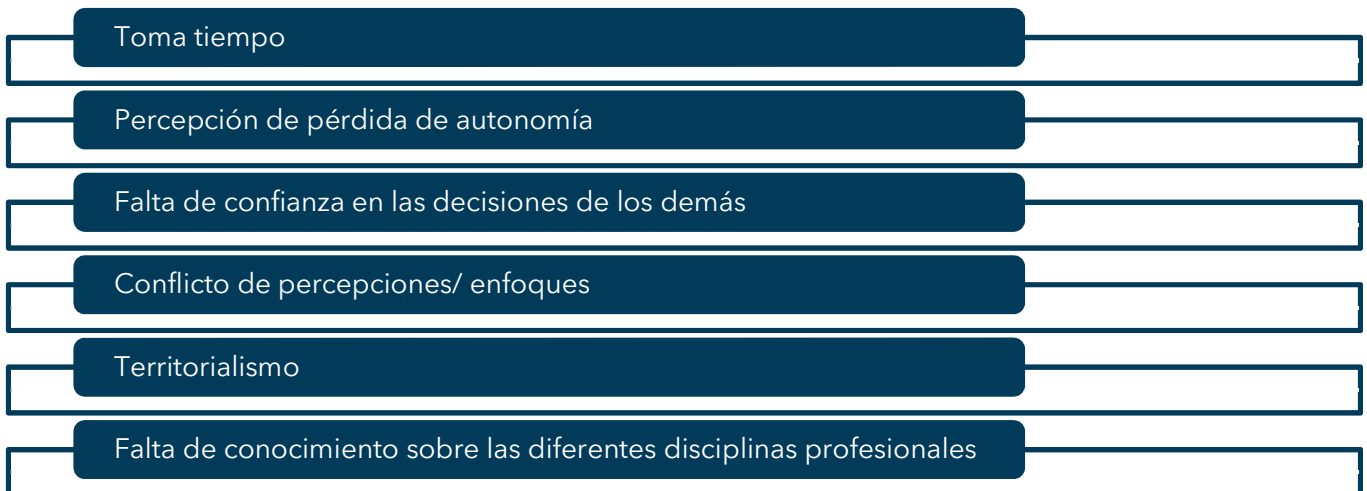 Toma tiempo
Percepción de pérdida de autonomía
Falta de confianza en las decisiones de los demás
Conflicto de percepciones/ enfoques
Territorialismo
Falta de conocimiento sobre las diferentes disciplinas profesionales